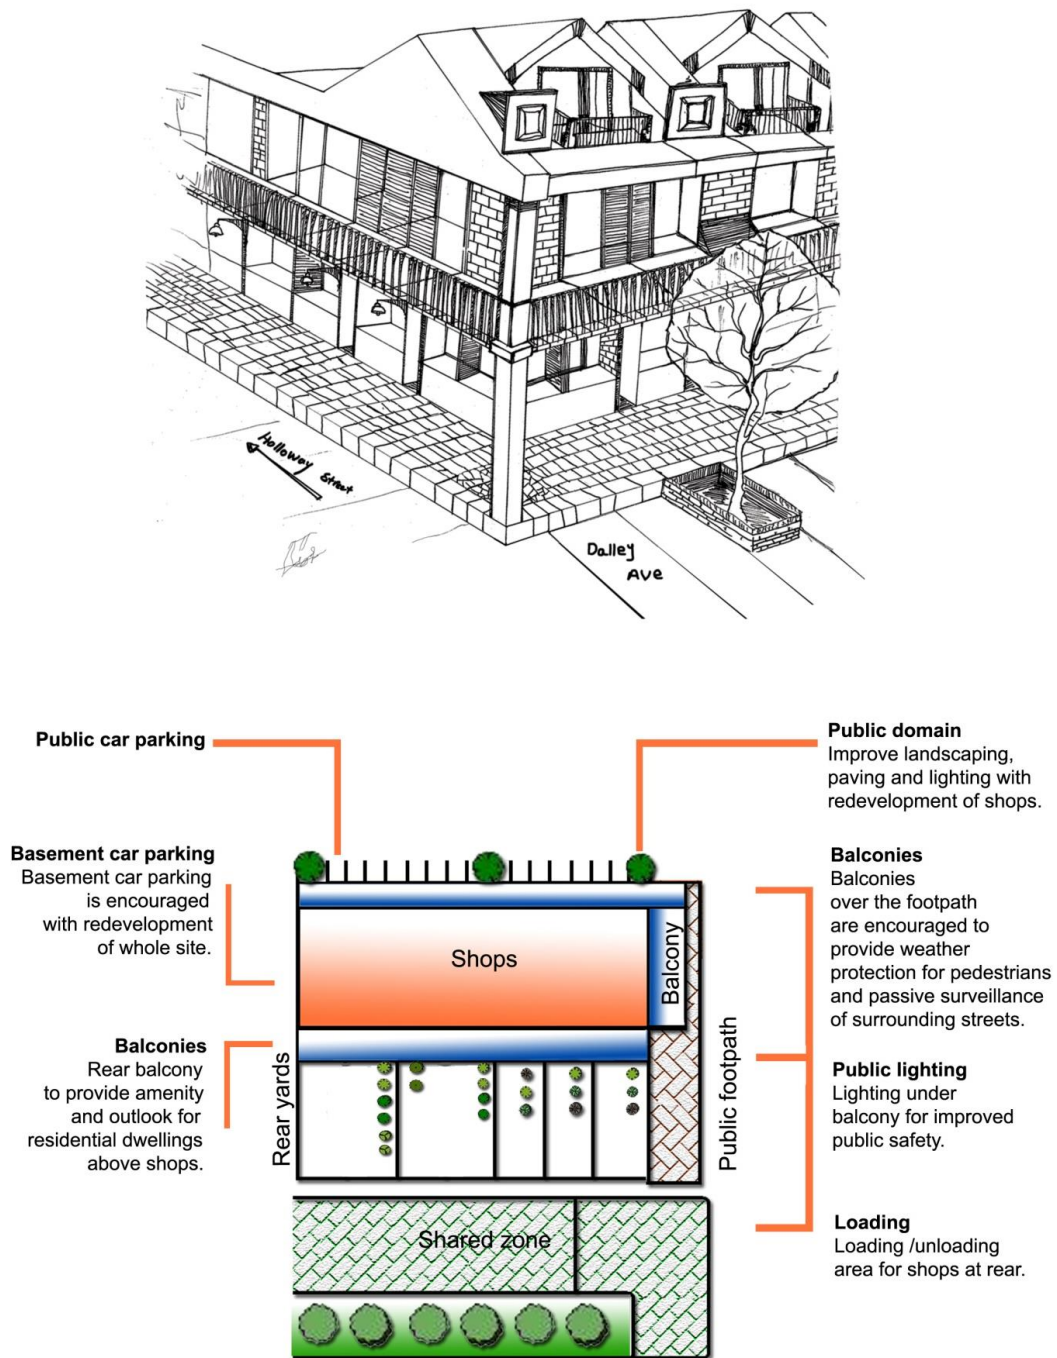 Holloway Street
Dalley
Ave
Public car parking
Public domain
Improve landscaping,
paving and lighting with
redevelopment of shops.
Basement car parking
Basement car parking
is encouraged
with redevelopment
of whole site.
Balconies
Balconies
over the footpath
are encouraged to
provide weather
protection for pedestrians
and passive surveillance
of surrounding streets.
Shops
Balcony
Balconies
Rear balcony
to provide amenity
and outlook for
residential dwellings
above shops.
Rear yards
Public footpath
Public lighting
Lighting under
balcony for improved
public safety.
Shared zone
Loading
Loading /unloading
area for shops at rear.